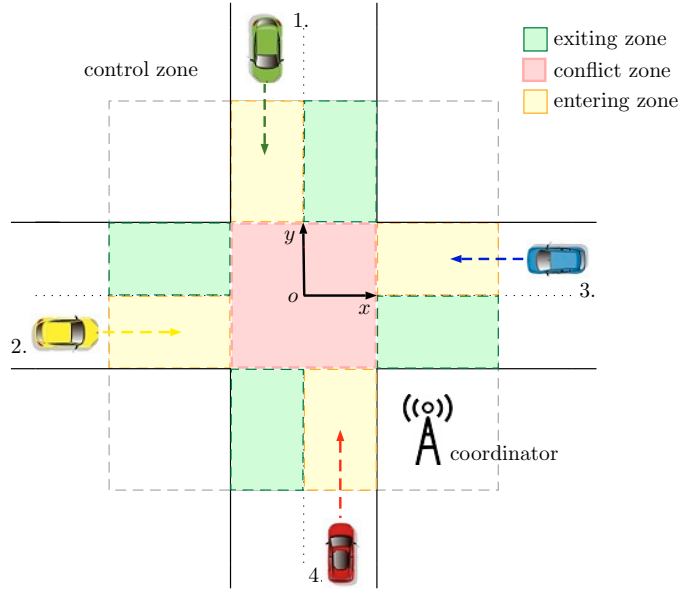 1.
exiting zone
control zone
conflict zone
entering zone
y
o
x
3.
2.
coordinator
4.